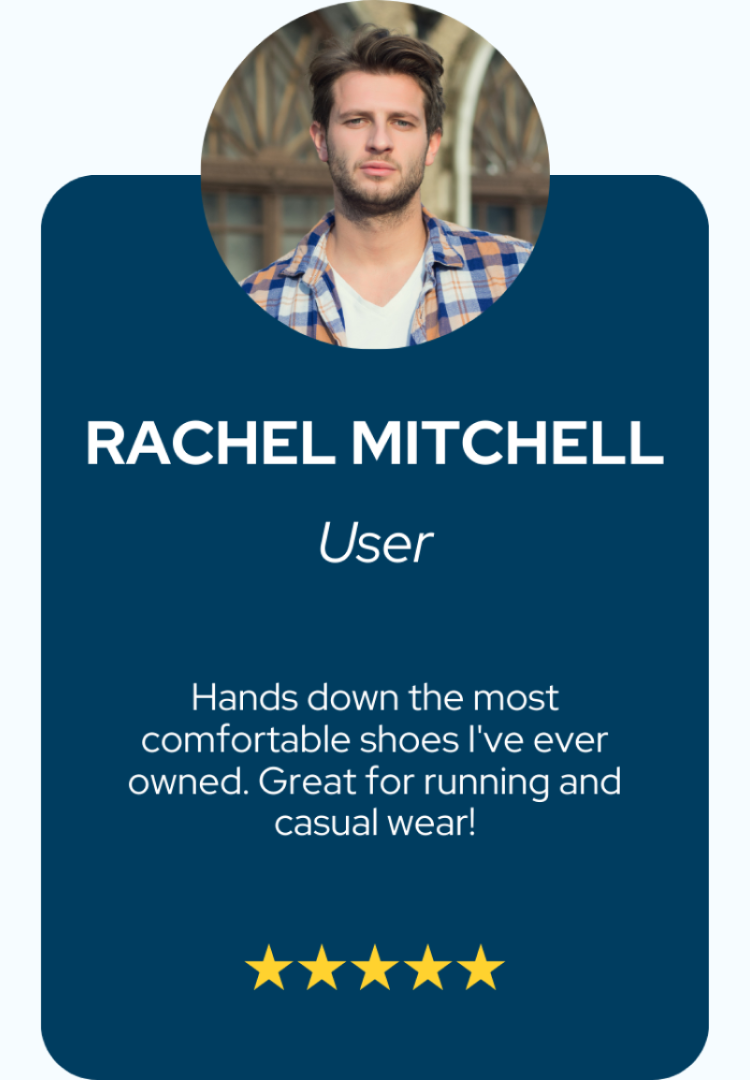 RACHEL MITCHELL
User
Hands down the most
comfortable shoes I've ever
owned. Great for running and
casual wear!